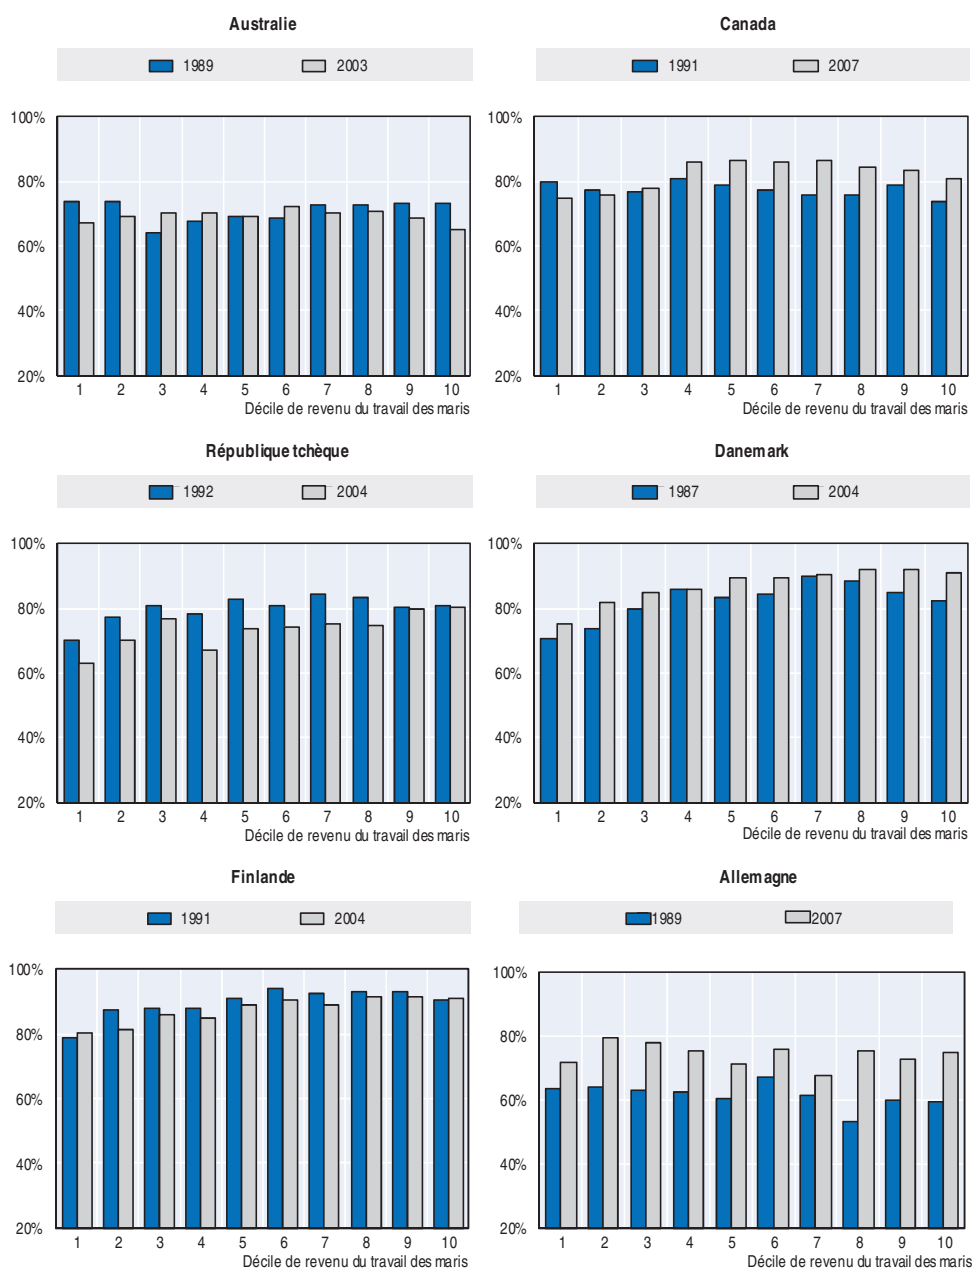 Australie
1989 2003
100%
80%
60%
40%
20%
1 2 3 4 5 6 7 8 9 10
Décile de revenu du travail des maris
Canada
1991 2007
100%
80%
60%
40%
20%
1 2 3 4 5 6 7 8 9 10
Décile de revenu du travail des maris
République tchèque
1992 2004
100%
80%
60%
40%
20%
1 2 3 4 5 6 7 8 9 10
Décile de revenu du travail des maris
Danemark
1987 2004
100%
80%
60%
40%
20%
1 2 3 4 5 6 7 8 9 10
Décile de revenu du travail des maris
Finlande
1991 2004
100%
80%
60%
40%
20%
1 2 3 4 5 6 7 8 9 10
Décile de revenu du travail des maris
Allemagne
1989 2007
100%
80%
60%
40%
20%
1 2 3 4 5 6 7 8 9 10
Décile de revenu du travail des maris